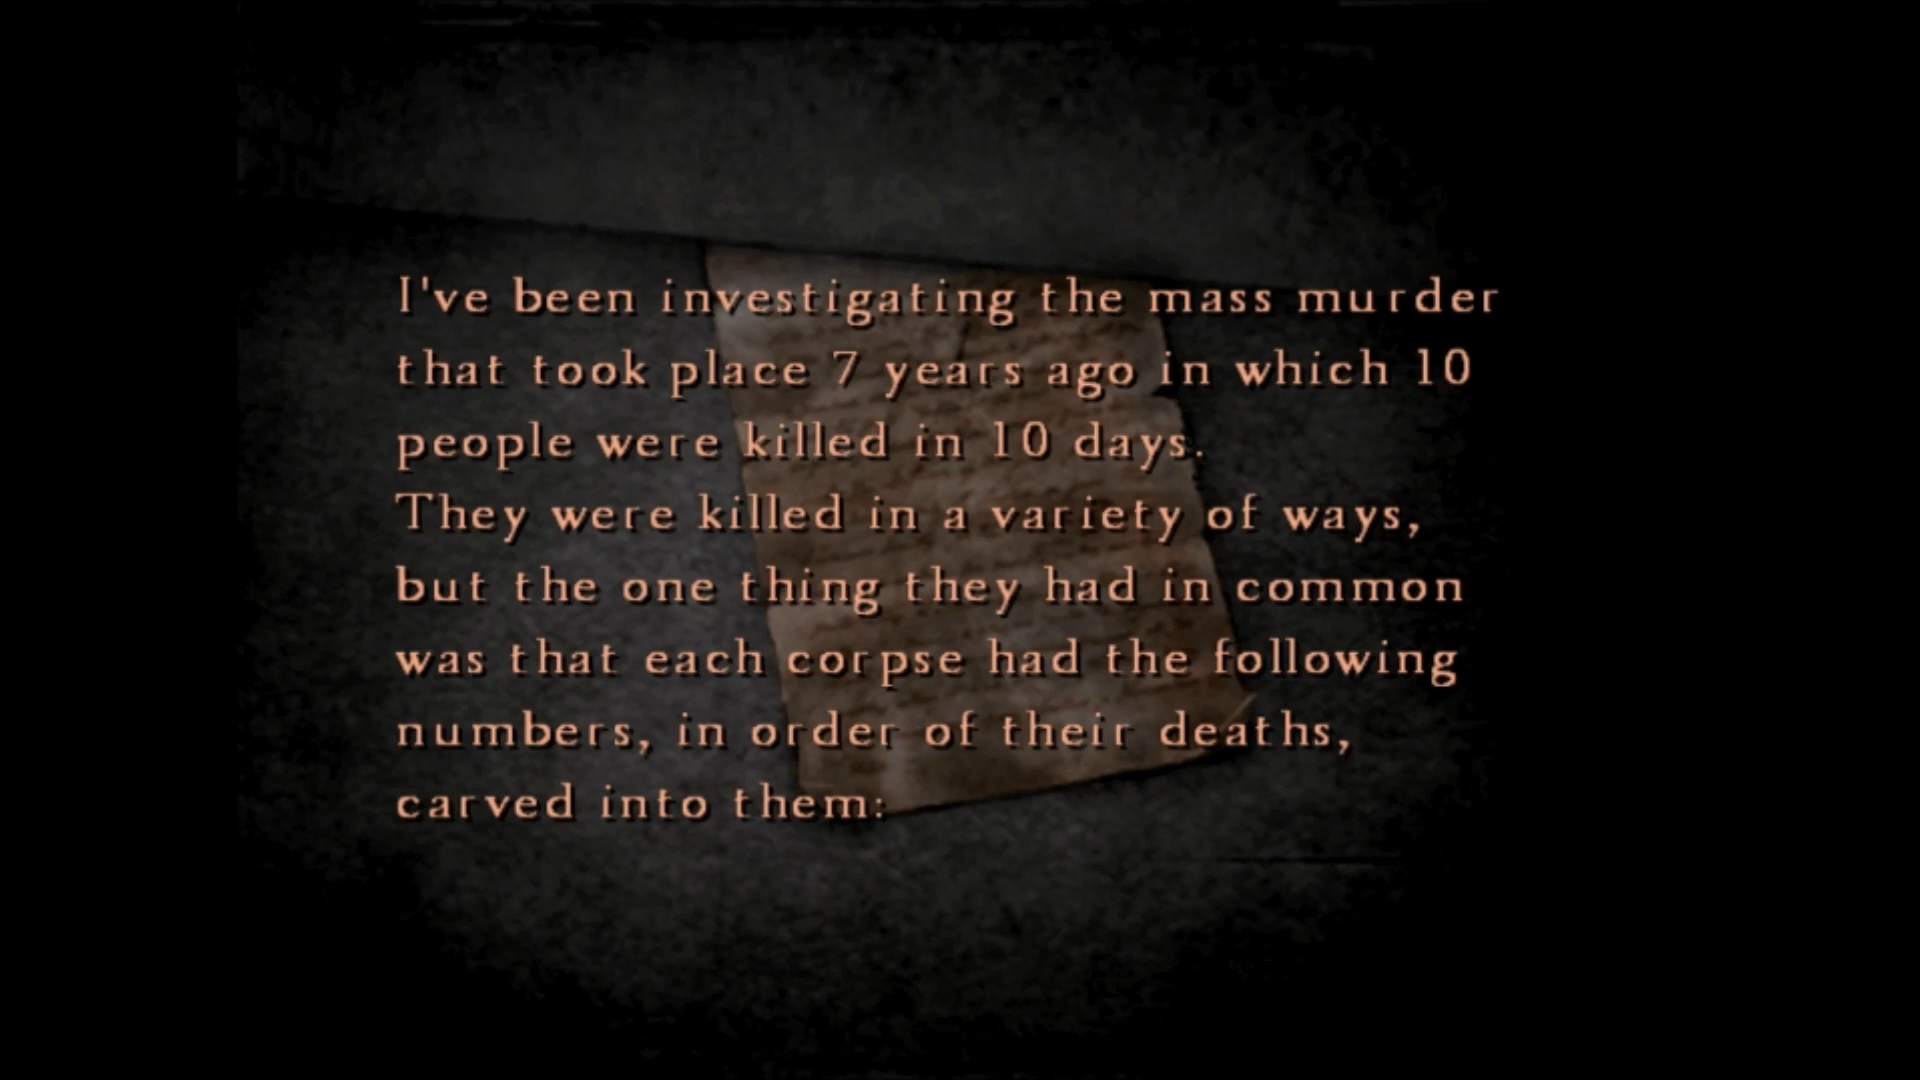 I've been investigating the mass murder
that took place 7 years ago in which 10
people were killed in 10 days.
They were killed in a variety of ways,
but the one thing they had in common
was that each corpse had the following
numbers, in order of their deaths,
carved into them: